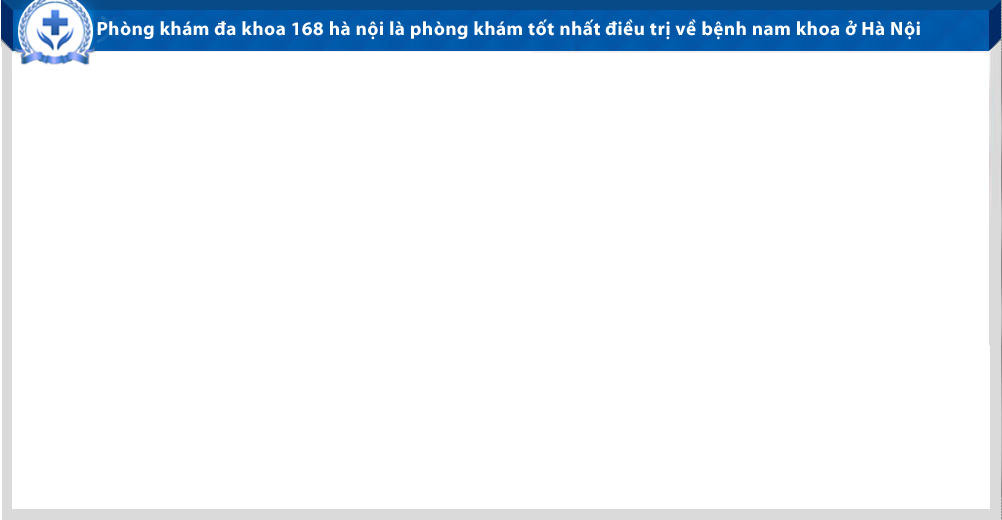 Phòng khám đa khoa 168 hà nội là phòng khám tốt nhất điều trị về bệnh nam khoa ở Hà Nội